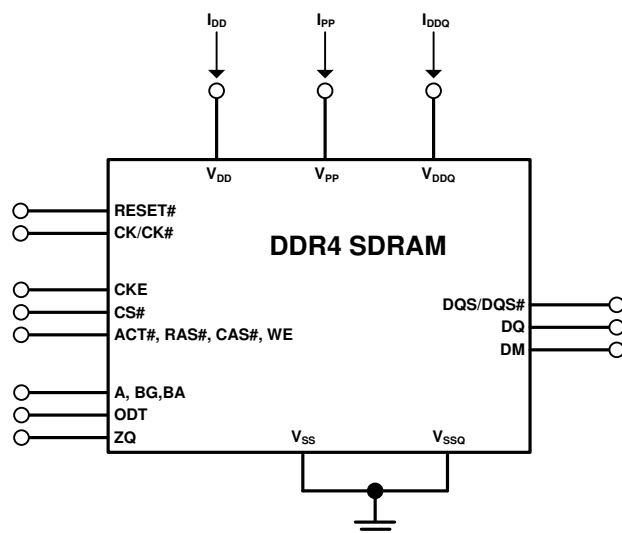 IDD IPP IDDQ
VDD VPP VDDQ
RESET#
CK/CK#
DDR4 SDRAM
CKE
CS#
ACT#, RAS#, CAS#, WE
DQS/DQS#
DQ
DM
A, BG,BA
ODT
ZQ
VSS VSSQ